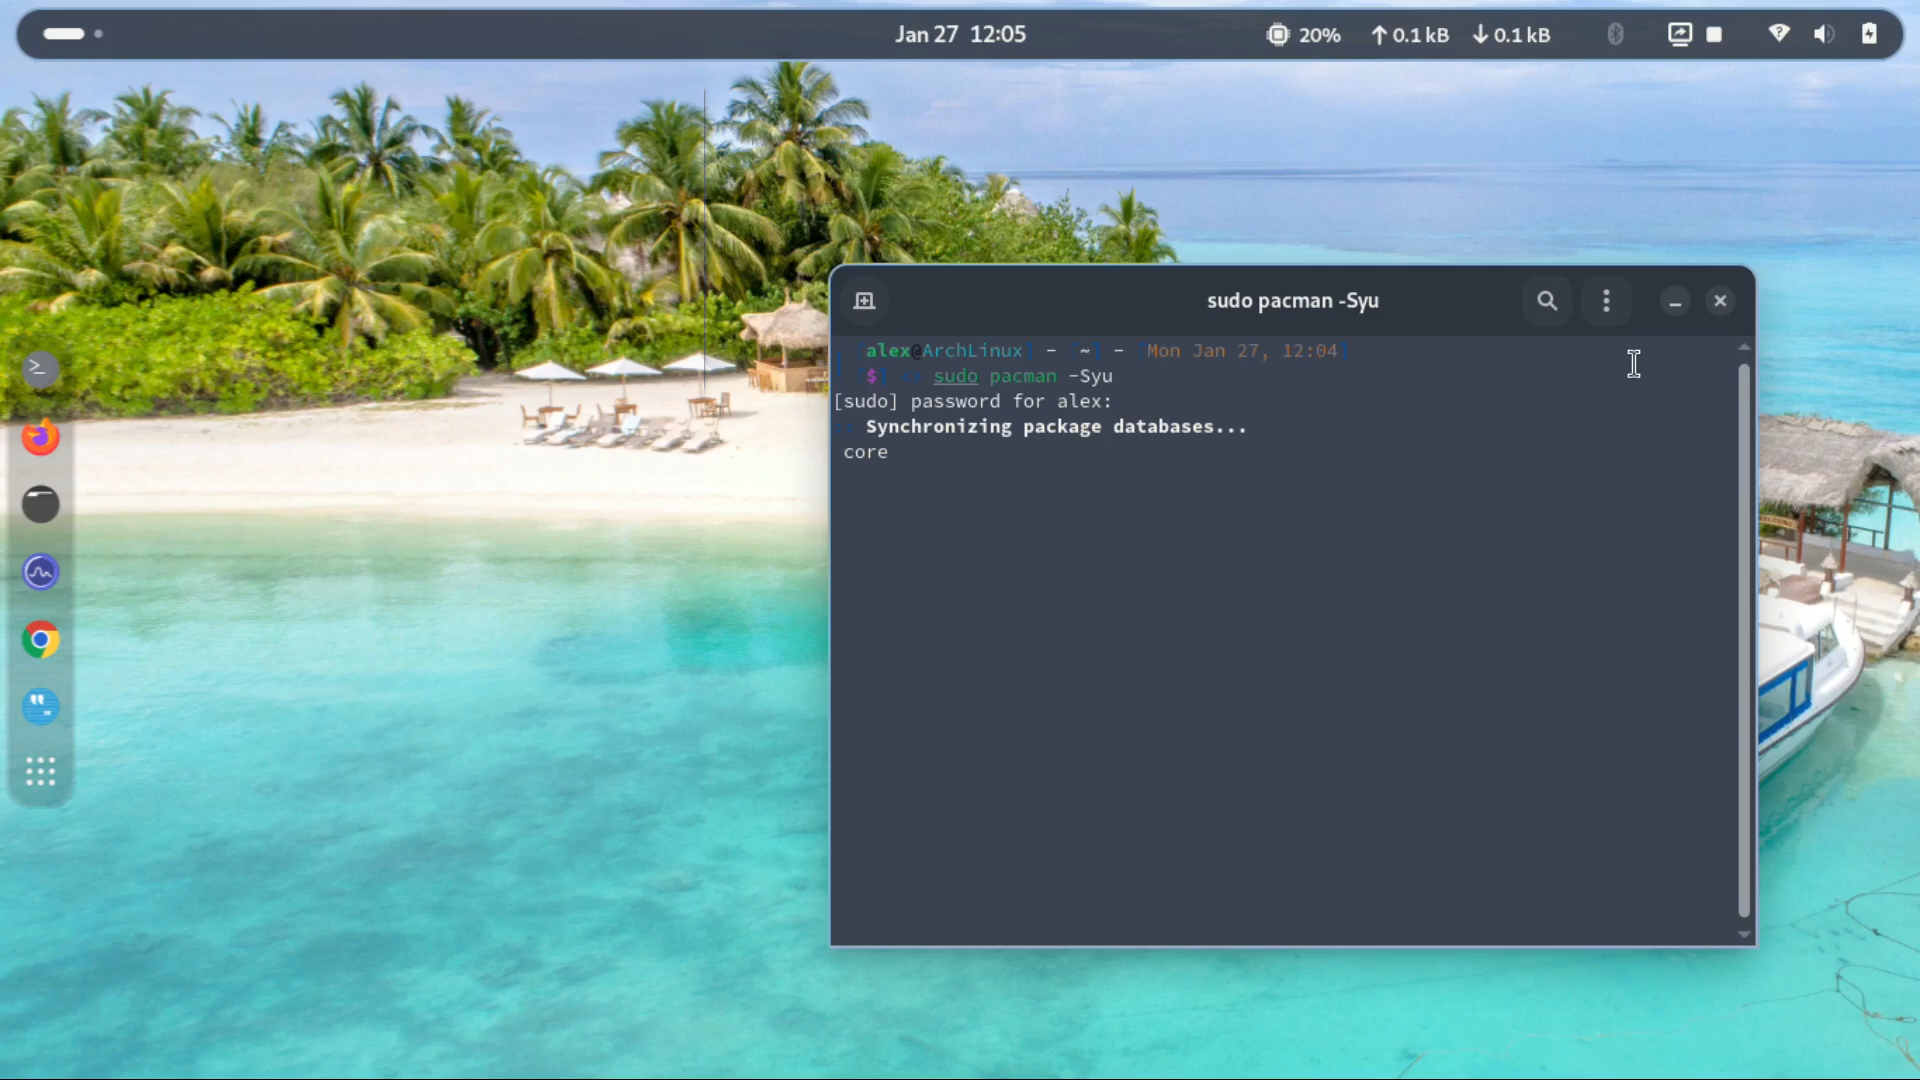 Jan 27 12:05
20%
0.1 kB
0.1 kB
sudo pacman -Syu
[alex@ArchLinux] - [~] - [Mon Jan 27, 12:04]
[$] :: sudo pacman -Syu
[sudo] password for alex:
:: Synchronizing package databases...
core
WELCOME